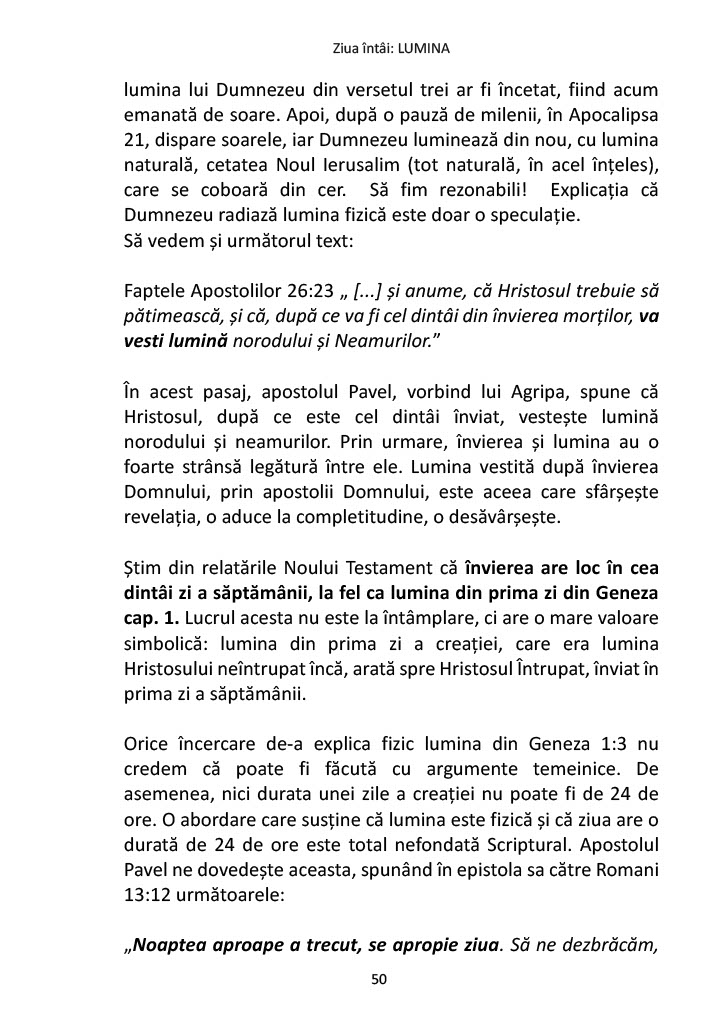 Ziua întâi: LUMINA
lumina lui Dumnezeu din versetul trei ar fi încetat, fiind acum
emanată de soare. Apoi, după o pauză de milenii, în Apocalipsa
21, dispare soarele, iar Dumnezeu luminează din nou, cu lumina
naturală, cetatea Noul Ierusalim (tot naturală, în acel înțeles),
care se coboară din cer.  Să fim rezonabili!  Explicația că
Dumnezeu radiază lumina fizică este doar o speculație.
Să vedem și următorul text:
Faptele Apostolilor 26:23 „ [...] și anume, că Hristosul trebuie să
pătimească, și că, după ce va fi cel dintâi din învierea morților, va
vesti lumină norodului și Neamurilor.”
În acest pasaj, apostolul Pavel, vorbind lui Agripa, spune că
Hristosul, după ce este cel dintâi înviat, vestește lumină
norodului și neamurilor. Prin urmare, învierea și lumina au o
foarte strânsă legătură între ele. Lumina vestită după învierea
Domnului, prin apostolii Domnului, este aceea care sfârșește
revelația, o aduce la completitudine, o desăvârșește.
Știm din relatările Noului Testament că învierea are loc în cea
dintâi zi a săptămânii, la fel ca lumina din prima zi din Geneza
cap. 1. Lucrul acesta nu este la întâmplare, ci are o mare valoare
simbolică: lumina din prima zi a creației, care era lumina
Hristosului neîntrupat încă, arată spre Hristosul Întrupat, înviat în
prima zi a săptămânii.
Orice încercare de-a explica fizic lumina din Geneza 1:3 nu
credem că poate fi făcută cu argumente temeinice. De
asemenea, nici durata unei zile a creației nu poate fi de 24 de
ore. O abordare care susține că lumina este fizică și că ziua are o
durată de 24 de ore este total nefondată Scriptural. Apostolul
Pavel ne dovedește aceasta, spunând în epistola sa către Romani
13:12 următoarele:
„Noaptea aproape a trecut, se apropie ziua. Să ne dezbrăcăm,
50